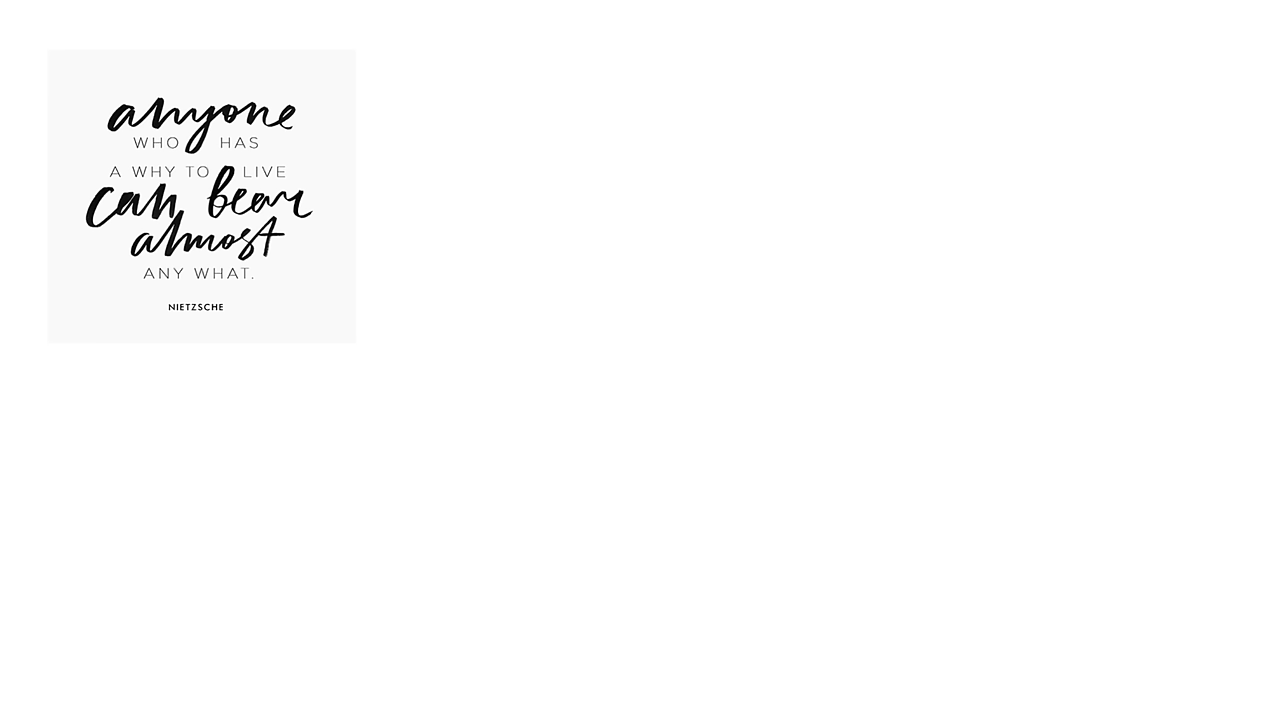 anyone
WHO HAS
A WHY TO LIVE
can bear
almost
ANY WHAT.
NIETZSCHE